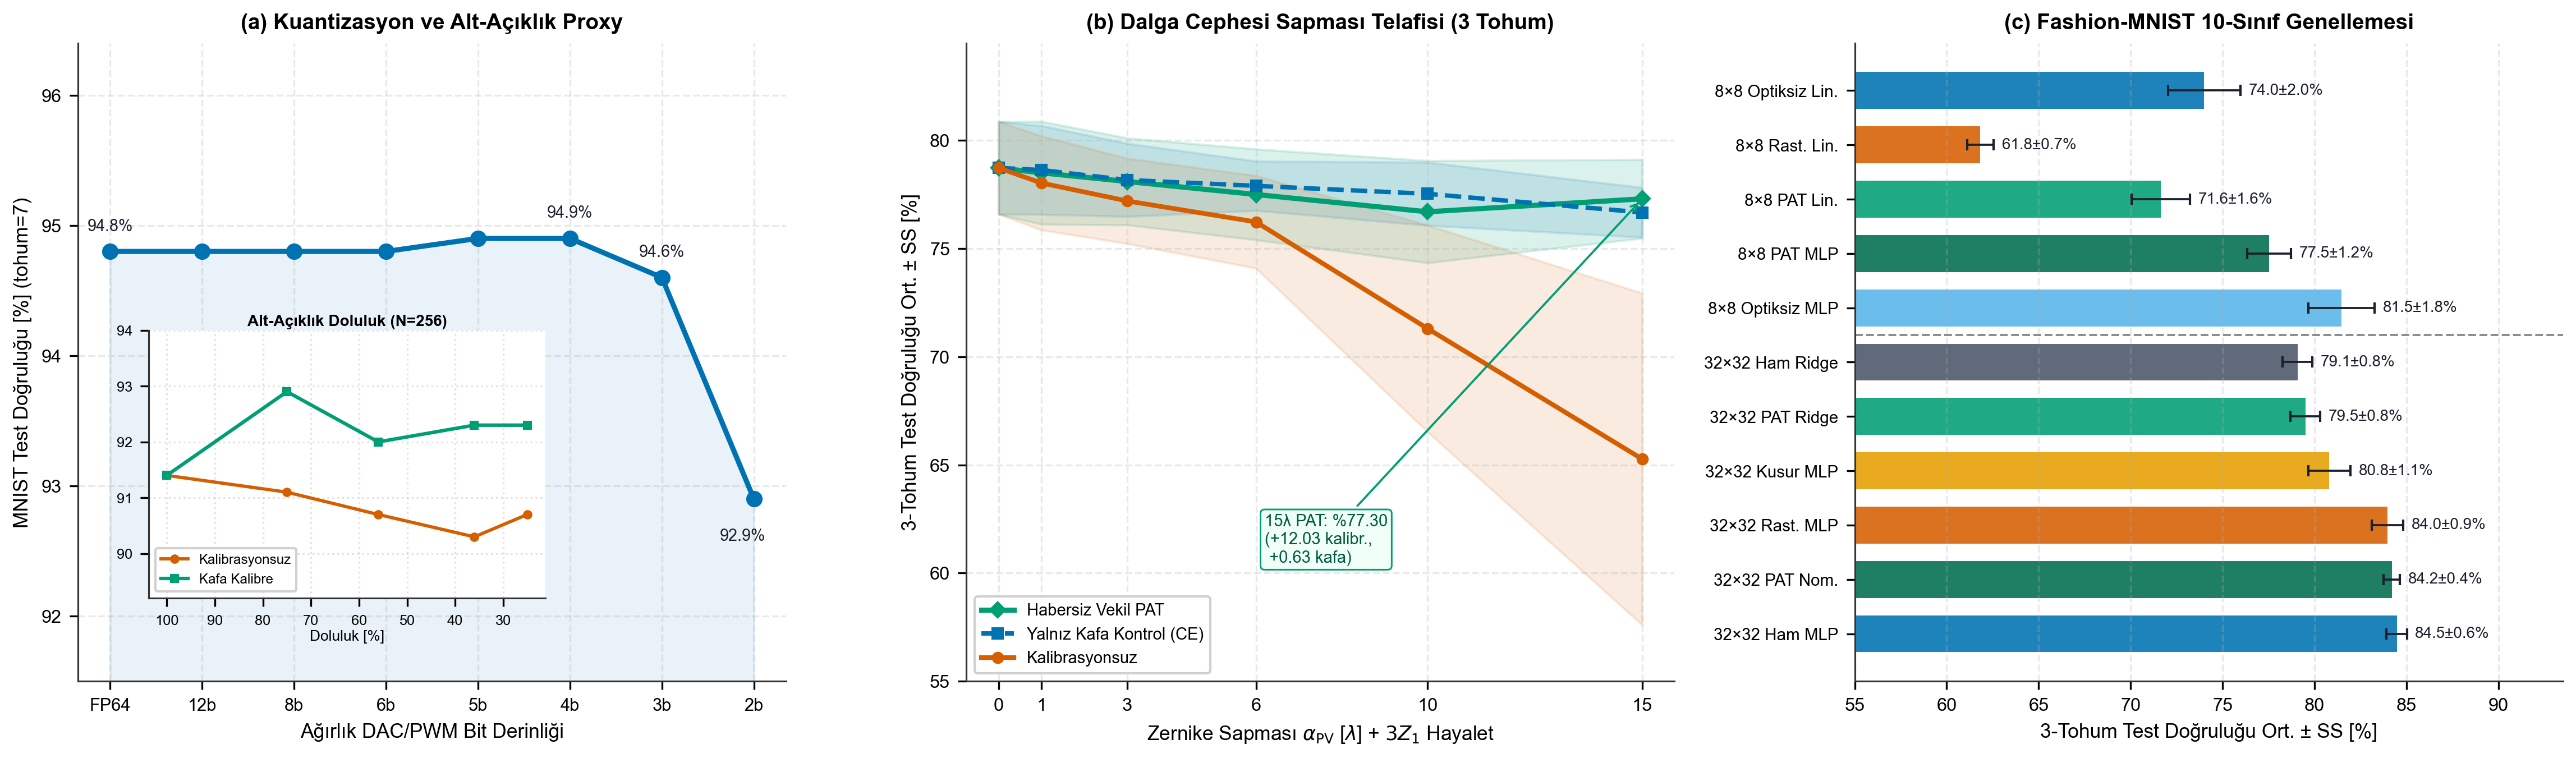 (a) Kuantizasyon ve Alt-Açıklık Proxy
MNIST Test Doğruluğu [%] (tohum=7)
96
95
94
93
92
94.8%
94.9%
94.6%
92.9%
Alt-Açıklık Doluluk (N=256)
94
93
92
91
90
Kalibrasyonsuz
Kafa Kalibre
100 90 80 70 60 50 40 30
Doluluk [%]
FP64 12b 8b 6b 5b 4b 3b 2b
Ağırlık DAC/PWM Bit Derinliği
(b) Dalga Cephesi Sapması Telafisi (3 Tohum)
3-Tohum Test Doğruluğu Ort. ± SS [%]
80
75
70
65
60
55
15λ PAT: %77.30
(+12.03 kalibr.,
+0.63 kafa)
Habersiz Vekil PAT
Yalnız Kafa Kontrol (CE)
Kalibrasyonsuz
0 1 3 6 10 15
Zernike Sapması α_PV [λ] + 3Z_1 Hayalet
(c) Fashion-MNIST 10-Sınıf Genellemesi
8×8 Optiksiz Lin. 74.0±2.0%
8×8 Rast. Lin. 61.8±0.7%
8×8 PAT Lin. 71.6±1.6%
8×8 PAT MLP 77.5±1.2%
8×8 Optiksiz MLP 81.5±1.8%
32×32 Ham Ridge 79.1±0.8%
32×32 PAT Ridge 79.5±0.8%
32×32 Kusur MLP 80.8±1.1%
32×32 Rast. MLP 84.0±0.9%
32×32 PAT Nom. 84.2±0.4%
32×32 Ham MLP 84.5±0.6%
55 60 65 70 75 80 85 90
3-Tohum Test Doğruluğu Ort. ± SS [%]